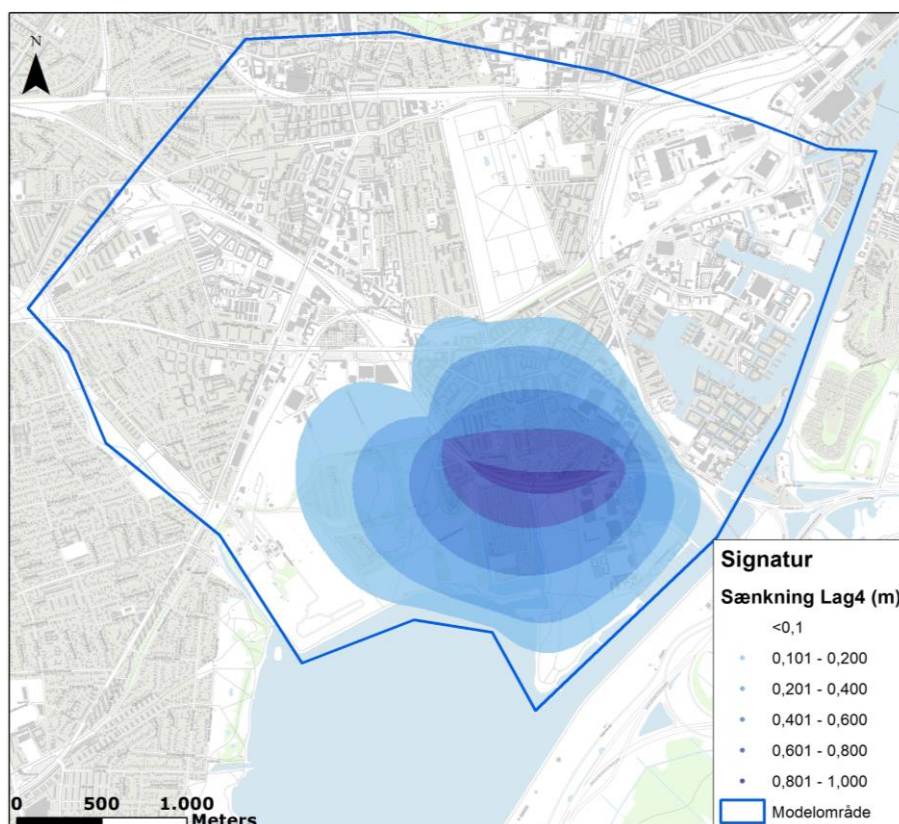 N
Signatur
Sænkning Lag4 (m)
<0,1
0,101 - 0,200
0,201 - 0,400
0,401 - 0,600
0,601 - 0,800
0,801 - 1,000
Modelområde
0 500 1.000
Meters